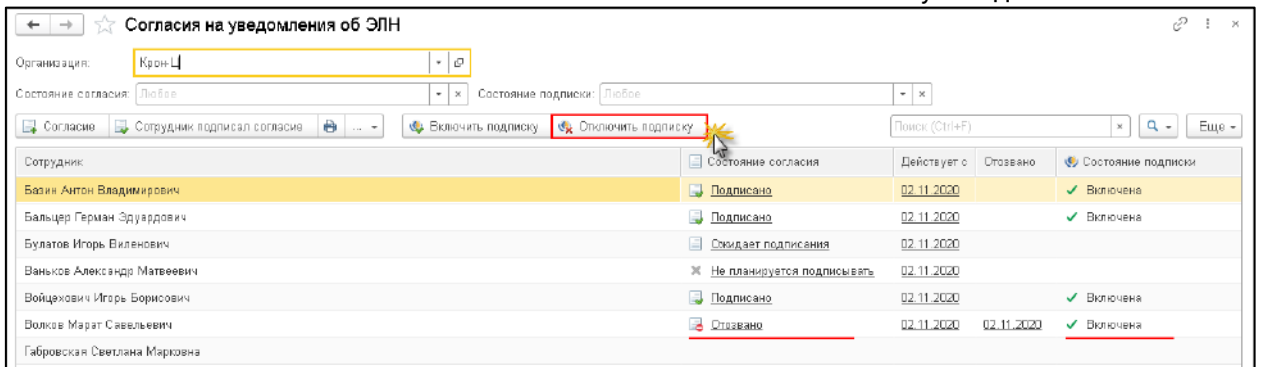 Согласия на уведомления об ЭЛН
Организация: Крон-Ц
Состояние согласия: Любое Состояние подписки: Любое
Согласие Сотрудник подписал согласие ... Включить подписку Отключить подписку Поиск (Ctrl+F) × Еще
Сотрудник Состояние согласия Действует с Отозвано Состояние подписки
Базин Антон Владимирович Подписано 02.11.2020 Включена
Бальцер Герман Эдуардович Подписано 02.11.2020 Включена
Булатов Игорь Виленович Ожидает подписания 02.11.2020
Ваньков Александр Матвеевич Не планируется подписывать 02.11.2020
Войцехович Игорь Борисович Подписано 02.11.2020 Включена
Волков Марат Савельевич Отозвано 02.11.2020 02.11.2020 Включена
Габровская Светлана Марковна